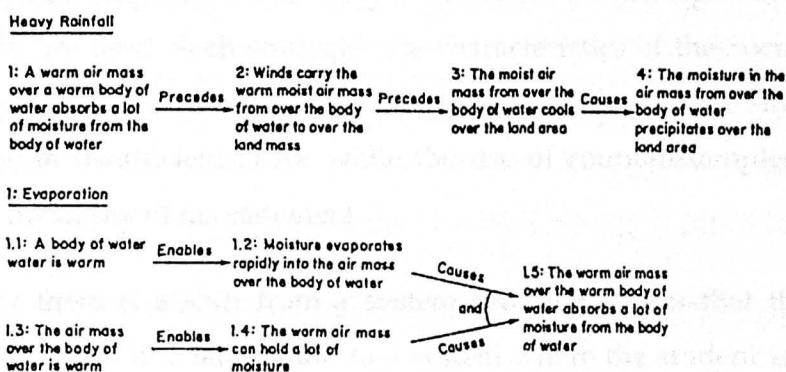 Heavy Rainfall
1: A warm air mass
over a warm body of
water absorbs a lot
of moisture from the
body of water
Precedes
2: Winds carry the
warm moist air mass
from over the body
of water to over the
land mass
Precedes
3: The moist air
mass from over the
body of water cools
over the land area
Causes
4: The moisture in the
air mass from over the
body of water
precipitates over the
land area
1: Evaporation
1.1: A body of water
water is warm
Enables
1.2: Moisture evaporates
rapidly into the air mass
over the body of water
Causes
and
1.3: The air mass
over the body of
water is warm
Enables
1.4: The warm air mass
can hold a lot of
moisture
Causes
1.5: The warm air mass
over the warm body of
water absorbs a lot of
moisture from the body
of water